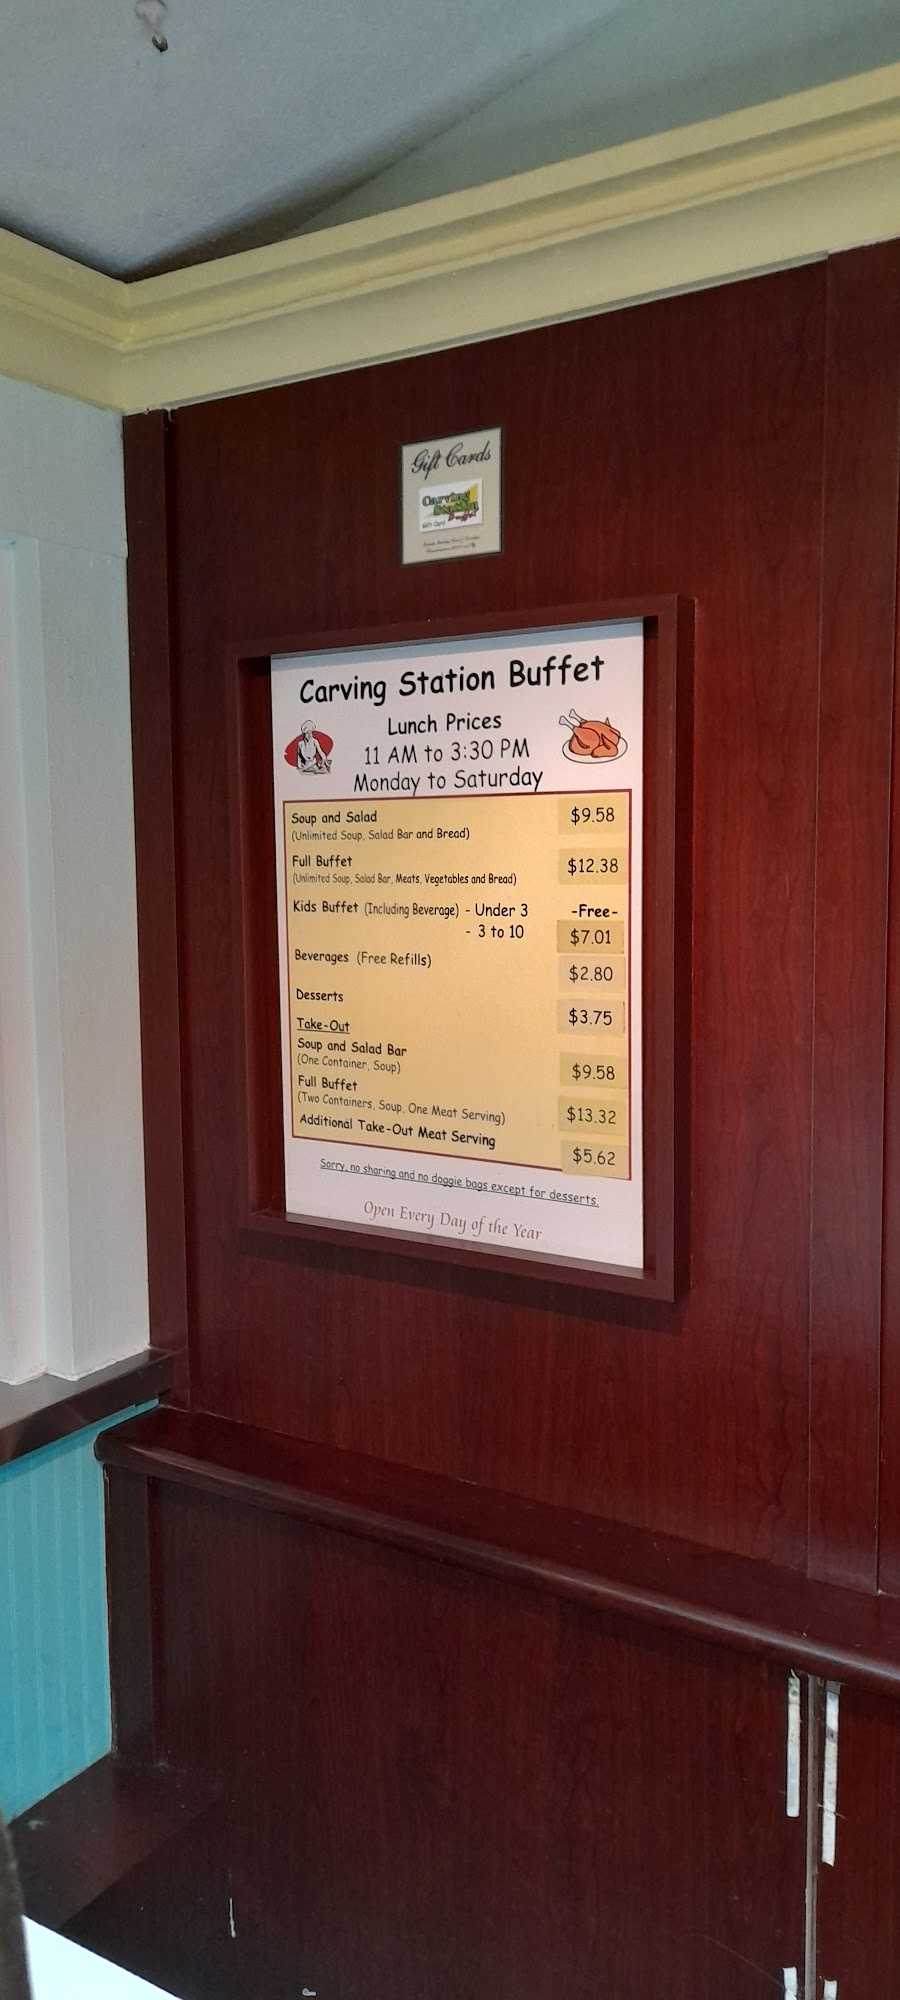 Gift Cards
Carving
Station
Buffet
Gift Card
Carving Station Buffet
Lunch Prices
11 AM to 3:30 PM
Monday to Saturday
Soup and Salad $9.58
(Unlimited Soup, Salad Bar and Bread)
Full Buffet $12.38
(Unlimited Soup, Salad Bar, Meats, Vegetables and Bread)
Kids Buffet (Including Beverage) - Under 3 -Free-
- 3 to 10 $7.01
Beverages (Free Refills) $2.80
Desserts $3.75
Take-Out
Soup and Salad Bar $9.58
(One Container, Soup)
Full Buffet $13.32
(Two Containers, Soup, One Meat Serving)
Additional Take-Out Meat Serving $5.62
Sorry, no sharing and no doggie bags except for desserts.
Open Every Day of the Year